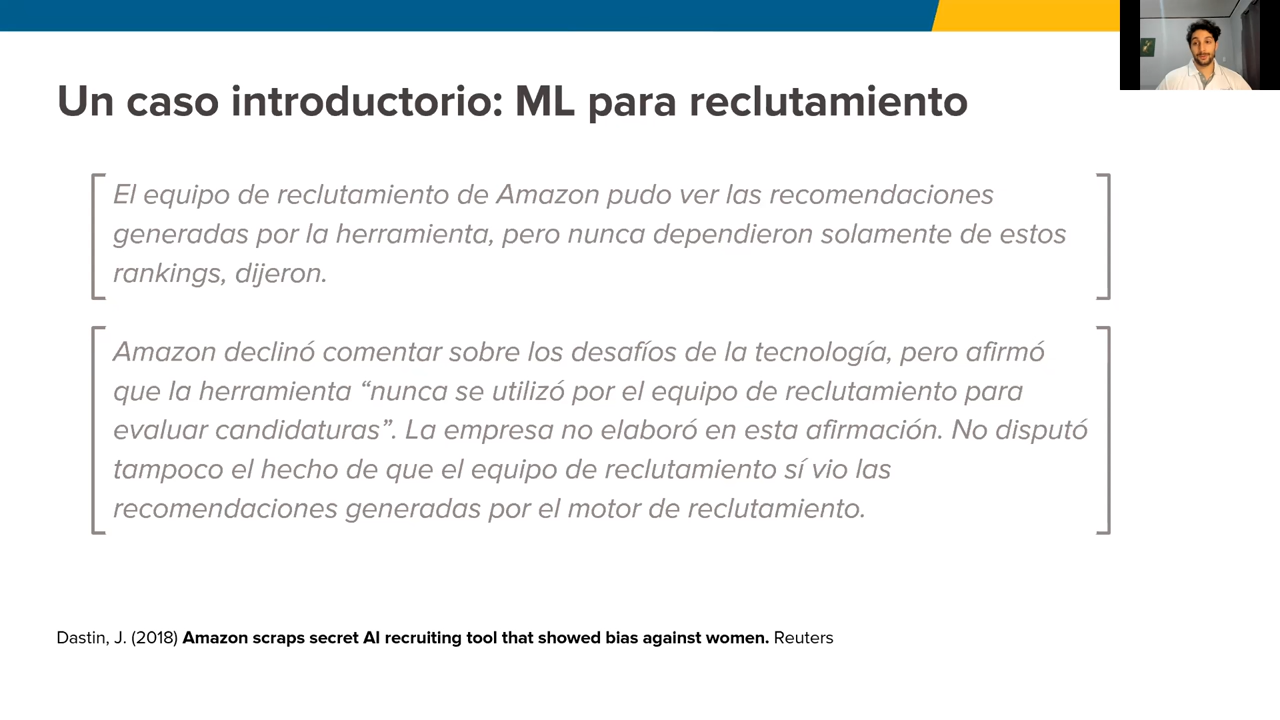 Un caso introductorio: ML para reclutamiento
El equipo de reclutamiento de Amazon pudo ver las recomendaciones
generadas por la herramienta, pero nunca dependieron solamente de estos
rankings, dijeron.
Amazon declinó comentar sobre los desafíos de la tecnología, pero afirmó
que la herramienta “nunca se utilizó por el equipo de reclutamiento para
evaluar candidaturas”. La empresa no elaboró en esta afirmación. No disputó
tampoco el hecho de que el equipo de reclutamiento sí vio las
recomendaciones generadas por el motor de reclutamiento.
Dastin, J. (2018) Amazon scraps secret AI recruiting tool that showed bias against women. Reuters